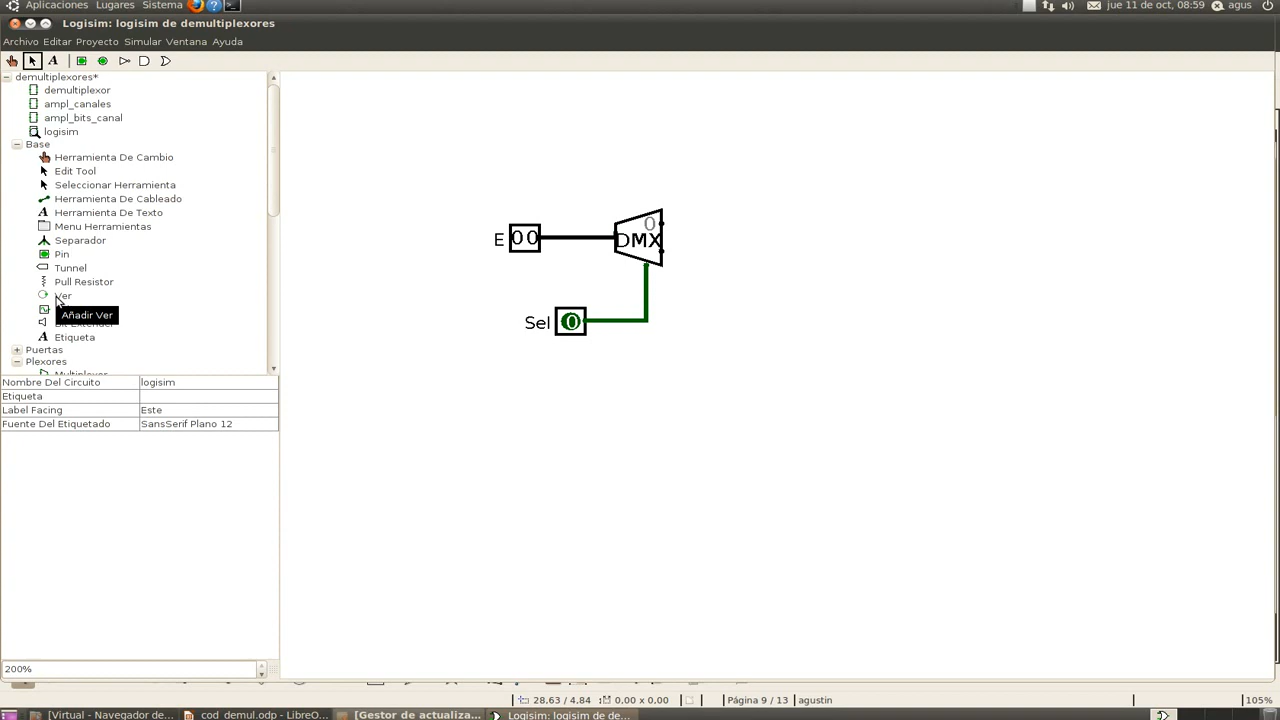 Aplicaciones Lugares Sistema jue 11 de oct, 08:59 agus
Logisim: logisim de demultiplexores
Archivo Editar Proyecto Simular Ventana Ayuda
A
demultiplexores*
demultiplexor
ampl_canales
ampl_bits_canal
logisim
Base
Herramienta De Cambio
Edit Tool
Seleccionar Herramienta
Herramienta De Cableado
A Herramienta De Texto
Menu Herramientas
Separador
Pin
Tunnel
Pull Resistor
Ver
Añadir Ver
Bit Extender
A Etiqueta
Puertas
Plexores
Multiplexor
Nombre Del Circuito logisim
Etiqueta
Label Facing Este
Fuente Del Etiquetado SansSerif Plano 12
200%
0
E 00 DMX
Sel 0
28.63 / 4.84 0,00 x 0,00 Página 9 / 13 agustin 105%
[Virtual - Navegador de... cod_demul.odp - LibreO... [Gestor de actualiza... Logisim: logisim de de...